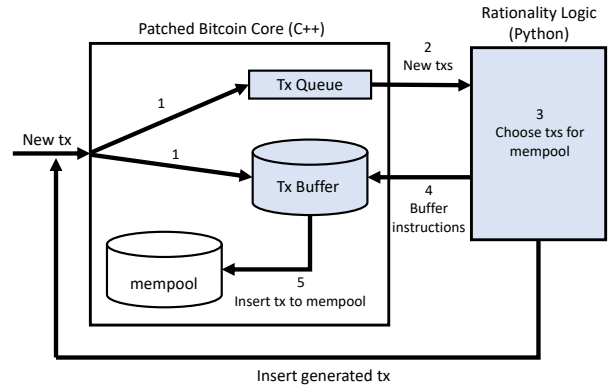 Patched Bitcoin Core (C++)
Rationality Logic
(Python)
New tx
1
1
Tx Queue
Tx Buffer
mempool
2
New txs
3
Choose txs for
mempool
4
Buffer
instructions
5
Insert tx to mempool
Insert generated tx